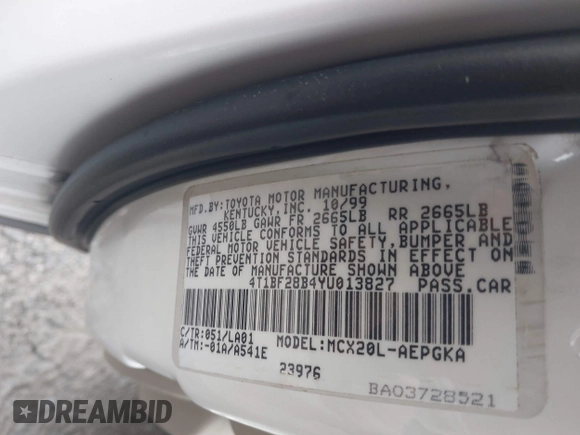 MFD.BY:TOYOTA MOTOR MANUFACTURING,
KENTUCKY,INC. 10/99
GVWR 4550LB GAWR FR 2665LB RR 2665LB
THIS VEHICLE CONFORMS TO ALL APPLICABLE
FEDERAL MOTOR VEHICLE SAFETY, BUMPER AND
THEFT PREVENTION STANDARDS IN EFFECT ON
THE DATE OF MANUFACTURE SHOWN ABOVE
4T1BF28B4YU013827 PASS.CAR
C/TR:051/LA01 MODEL:MCX20L-AEPGKA
A/TM:-01A/A541E
23976
BA03728521
DREAMBID